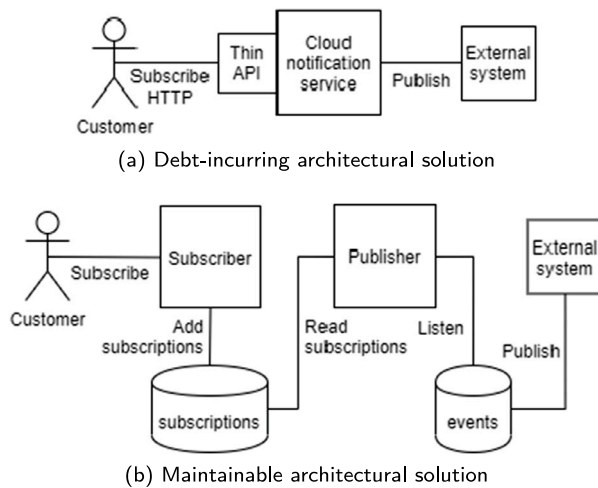 Thin
API
Cloud
notification
service
External
system
Subscribe
HTTP
Publish
Customer
(a) Debt-incurring architectural solution
Subscriber
Publisher
External
system
Subscribe
Customer
Add
subscriptions
Read
subscriptions
Listen
Publish
subscriptions
events
(b) Maintainable architectural solution